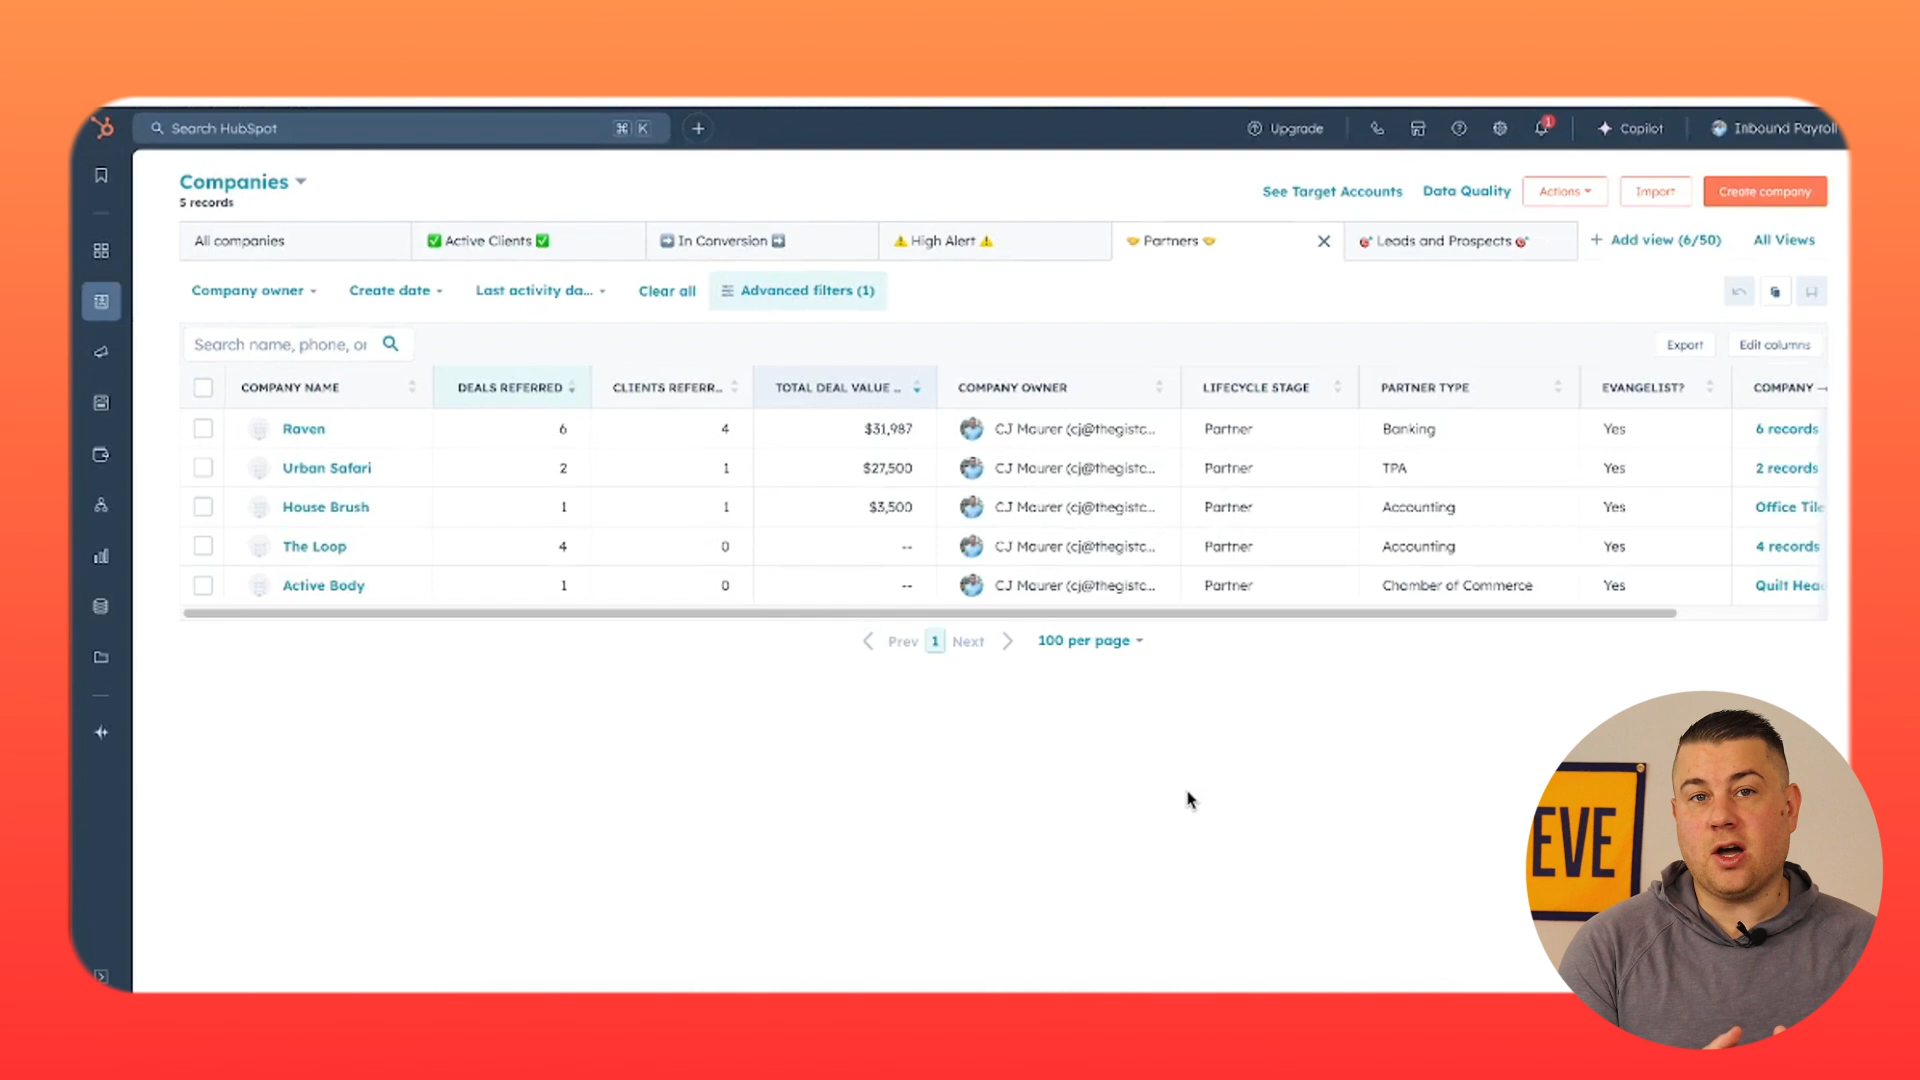 Search HubSpot ⌘ K
Upgrade
1
Copilot
Inbound Payroll
Companies
5 records
See Target Accounts
Data Quality
Actions
Import
Create company
All companies
✅ Active Clients ✅
➡️ In Conversion ➡️
⚠️ High Alert ⚠️
🤝 Partners 🤝
🎯 Leads and Prospects 🎯
+ Add view (6/50)
All Views
Company owner
Create date
Last activity da...
Clear all
Advanced filters (1)
Search name, phone, or
Export
Edit columns
COMPANY NAME DEALS REFERRED CLIENTS REFERR... TOTAL DEAL VALUE ... COMPANY OWNER LIFECYCLE STAGE PARTNER TYPE EVANGELIST? COMPANY →
Raven 6 4 $31,987 CJ Maurer (cj@thegistc... Partner Banking Yes 6 records
Urban Safari 2 1 $27,500 CJ Maurer (cj@thegistc... Partner TPA Yes 2 records
House Brush 1 1 $3,500 CJ Maurer (cj@thegistc... Partner Accounting Yes Office Tile
The Loop 4 0 -- CJ Maurer (cj@thegistc... Partner Accounting Yes 4 records
Active Body 1 0 -- CJ Maurer (cj@thegistc... Partner Chamber of Commerce Yes Quilt Hea
Prev 1 Next
100 per page
EVE